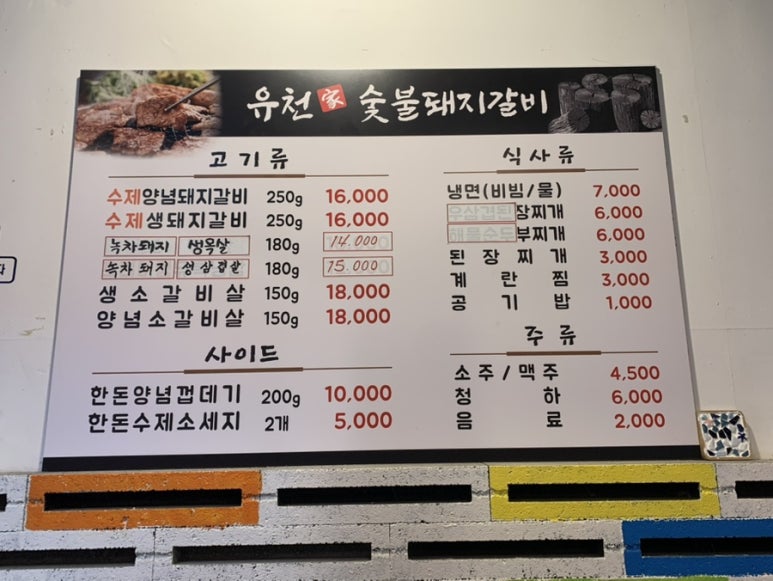 유천 家 숯불돼지갈비
고기류
수제양념돼지갈비 250g 16,000
수제생돼지갈비 250g 16,000
녹차돼지 생목살 180g 14.000
녹차돼지 생삼겹살 180g 15.000
생소갈비살 150g 18,000
양념소갈비살 150g 18,000
사이드
한돈양념껍데기 200g 10,000
한돈수제소세지 2개 5,000
식사류
냉면(비빔/물) 7,000
우삼겹된장찌개 6,000
해물순두부찌개 6,000
된장찌개 3,000
계란찜 3,000
공기밥 1,000
주류
소주/맥주 4,500
청하 6,000
음료 2,000